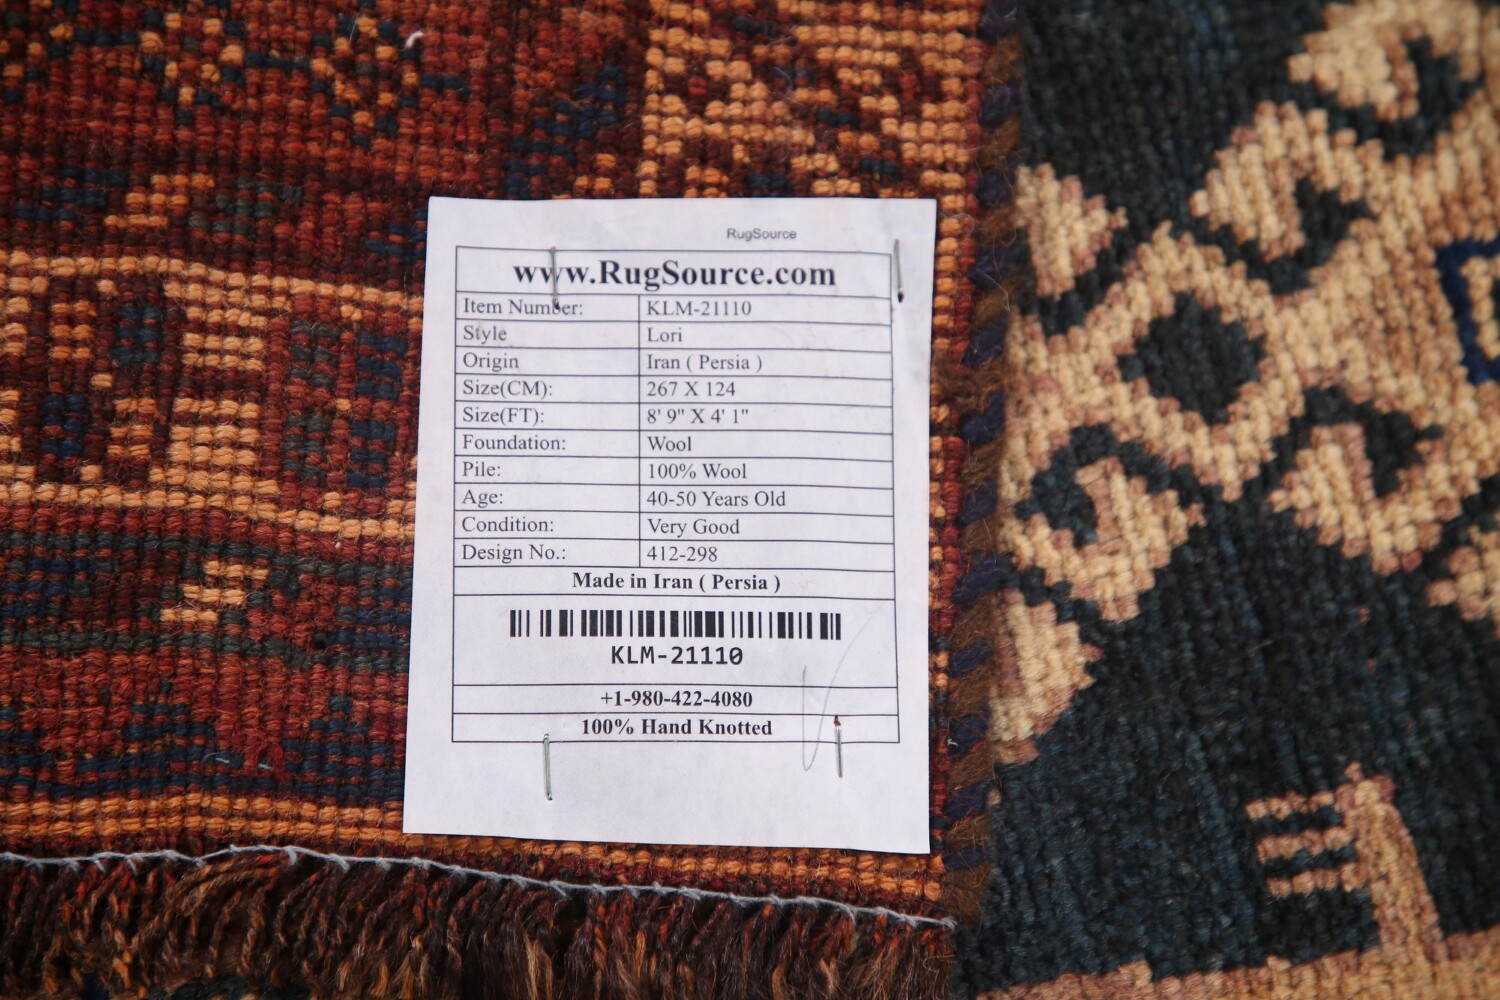 RugSource
www.RugSource.com
Item Number: KLM-21110
Style Lori
Origin Iran ( Persia )
Size(CM): 267 X 124
Size(FT): 8' 9" X 4' 1"
Foundation: Wool
Pile: 100% Wool
Age: 40-50 Years Old
Condition: Very Good
Design No.: 412-298
Made in Iran ( Persia )
KLM-21110
+1-980-422-4080
100% Hand Knotted